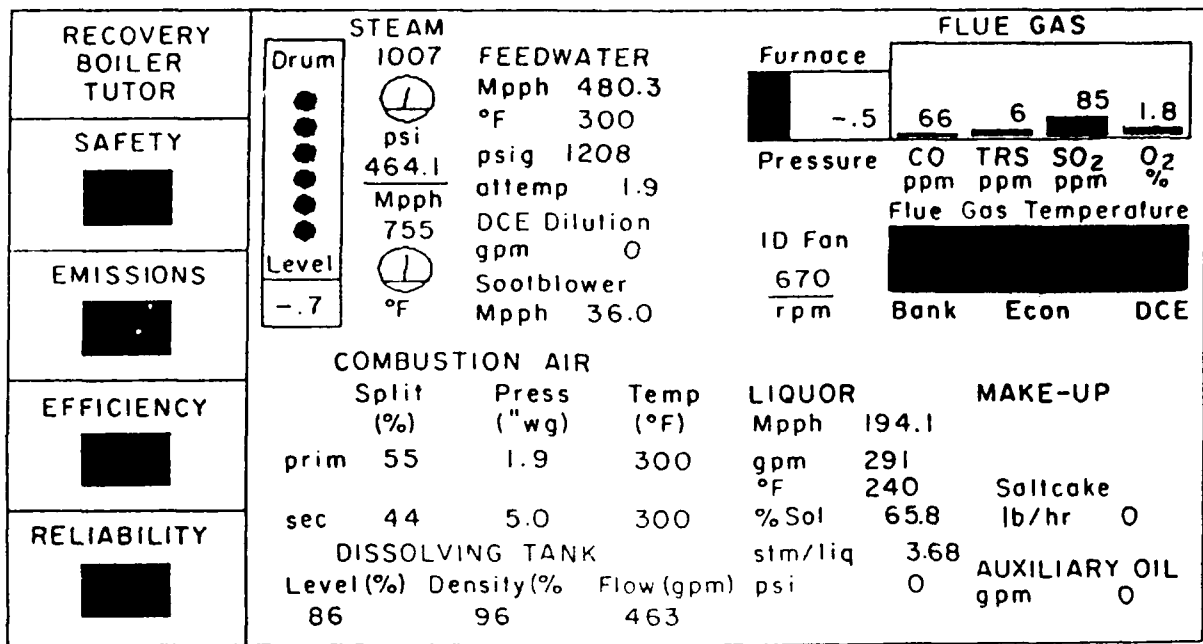 RECOVERY
BOILER
TUTOR
SAFETY
EMISSIONS
EFFICIENCY
RELIABILITY
Drum
Level
-.7
STEAM
1007
psi
464.1
Mpph
755
°F
FEEDWATER
Mpph 480.3
°F 300
psig 1208
attemp 1.9
DCE Dilution
gpm 0
Sootblower
Mpph 36.0
Furnace
-.5
Pressure
ID Fan
670
rpm
FLUE GAS
66 6 85 1.8
CO TRS SO2 O2
ppm ppm ppm %
Flue Gas Temperature
Bank Econ DCE
COMBUSTION AIR
Split Press Temp
(%) ("wg) (°F)
prim 55 1.9 300
sec 44 5.0 300
DISSOLVING TANK
Level (%) Density (% Flow (gpm)
86 96 463
LIQUOR
Mpph 194.1
gpm 291
°F 240
% Sol 65.8
stm/liq 3.68
psi 0
MAKE-UP
Saltcake
lb/hr 0
AUXILIARY OIL
gpm 0